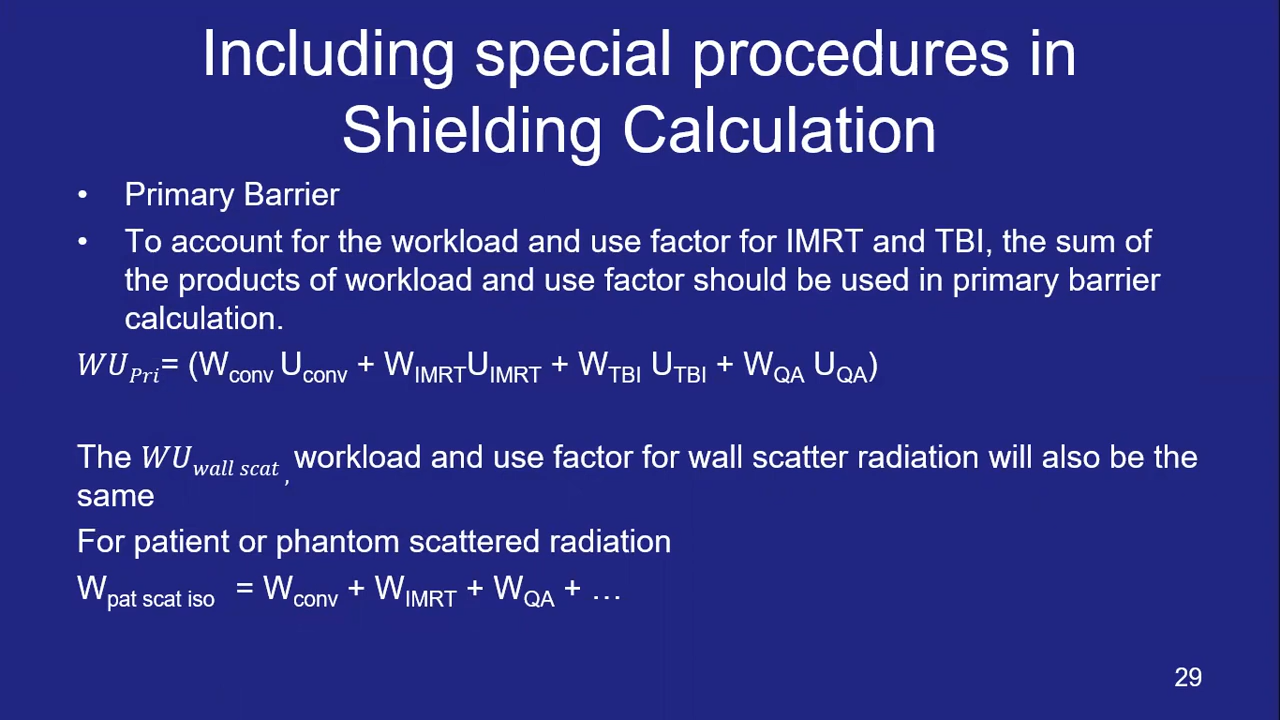 Including special procedures in
Shielding Calculation
• Primary Barrier
• To account for the workload and use factor for IMRT and TBI, the sum of
the products of workload and use factor should be used in primary barrier
calculation.
WU_Pri= (W_conv U_conv + W_IMRTU_IMRT + W_TBI U_TBI + W_QA U_QA)
The WU_wall scat, workload and use factor for wall scatter radiation will also be the
same
For patient or phantom scattered radiation
W_pat scat iso = W_conv + W_IMRT + W_QA + …
29